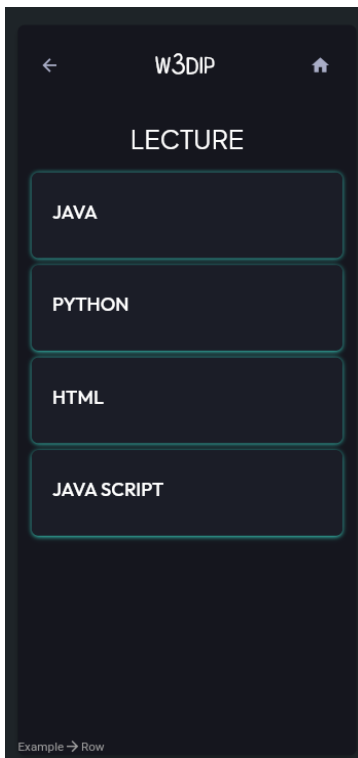 W3DIP
LECTURE
JAVA
PYTHON
HTML
JAVA SCRIPT
Example → Row